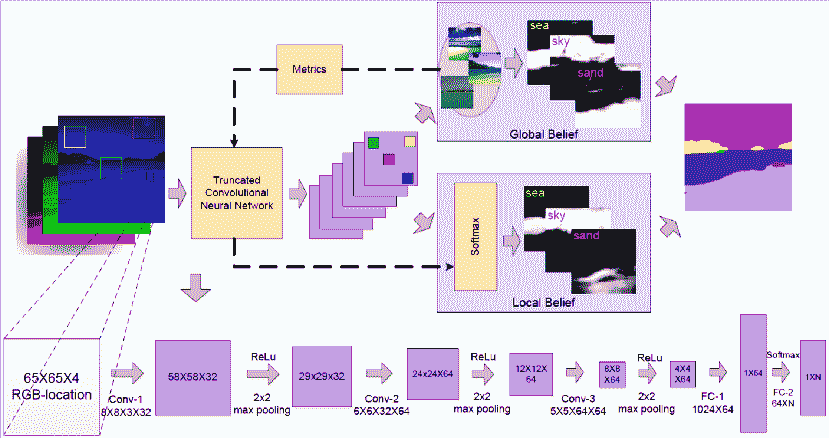 sea
sky
sand
Global Belief
Metrics
Truncated
Convolutional
Neural Network
Softmax
sea
sky
sand
Local Belief
65X65X4
RGB-location
Conv-1
8X8X3X32
58X58X32
ReLu
2x2
max pooling
29x29x32
Conv-2
6X6X32X64
24x24X64
ReLu
2x2
max pooling
12X12X
64
Conv-3
5X5X64X64
8X8
X64
ReLu
2x2
max pooling
4X4
X64
FC-1
1024X64
1X64
Softmax
FC-2
64XN
1XN